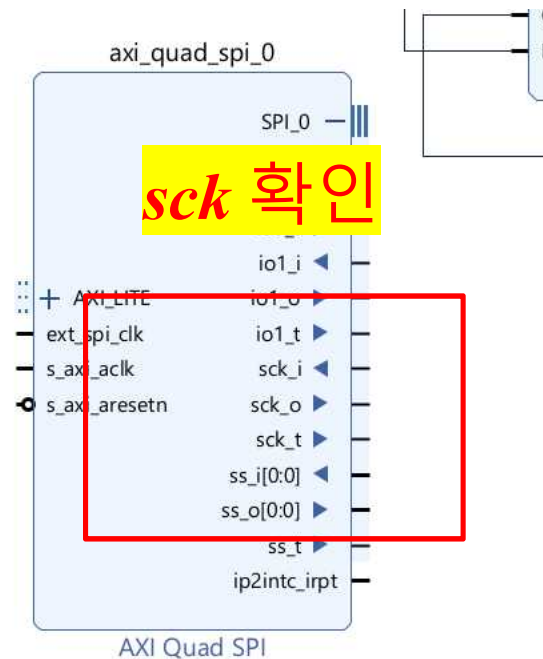 axi_quad_spi_0
SPI_0
sck 확인
io1_i
AXI_LITE
io1_o
ext_spi_clk
io1_t
s_axi_aclk
sck_i
s_axi_aresetn
sck_o
sck_t
ss_i[0:0]
ss_o[0:0]
ss_t
ip2intc_irpt
AXI Quad SPI